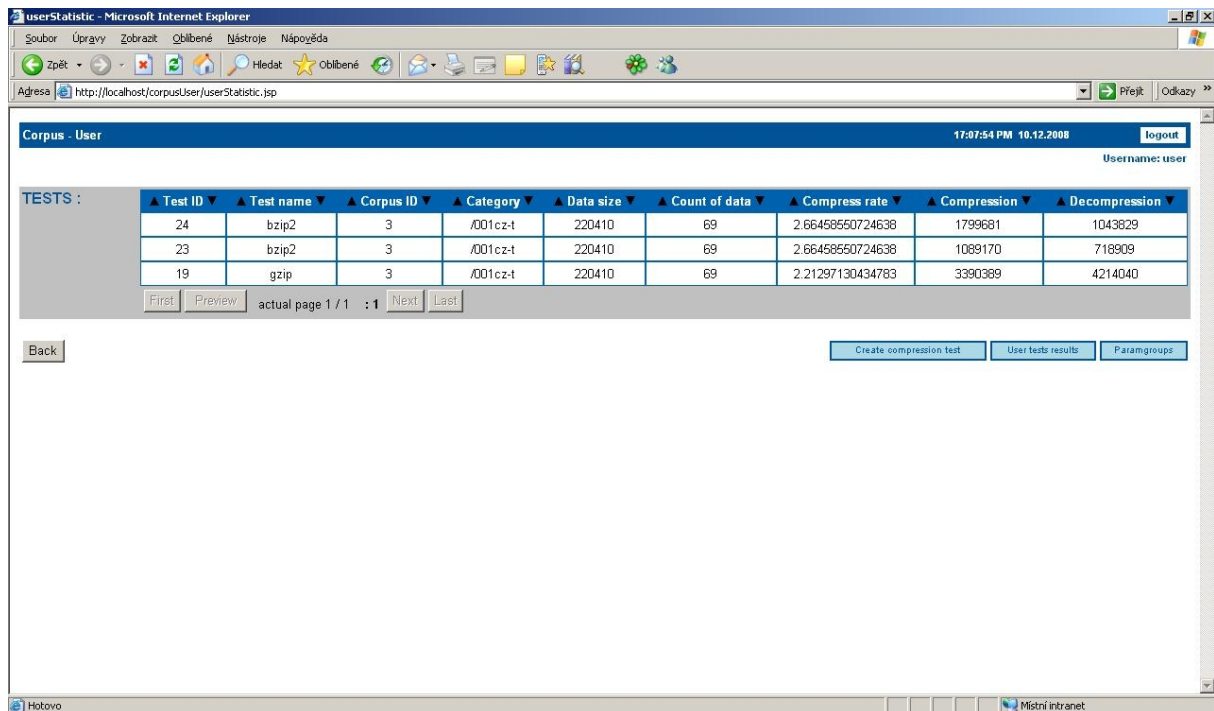 userStatistic - Microsoft Internet Explorer
Soubor Úpravy Zobrazit Oblíbené Nástroje Nápověda
Zpět Hledat Oblíbené
Adresa http://localhost/corpusUser/userStatistic.jsp Přejít Odkazy »
Corpus - User 17:07:54 PM 10.12.2008 logout
Username: user
TESTS :
▲ Test ID ▼ ▲ Test name ▼ ▲ Corpus ID ▼ ▲ Category ▼ ▲ Data size ▼ ▲ Count of data ▼ ▲ Compress rate ▼ ▲ Compression ▼ ▲ Decompression ▼
24 bzip2 3 /001cz-t 220410 69 2.66458550724638 1799681 1043829
23 bzip2 3 /001cz-t 220410 69 2.66458550724638 1089170 718909
19 gzip 3 /001cz-t 220410 69 2.21297130434783 3390389 4214040
First Preview actual page 1 / 1 : 1 Next Last
Back Create compression test User tests results Paramgroups
Hotovo Místní intranet